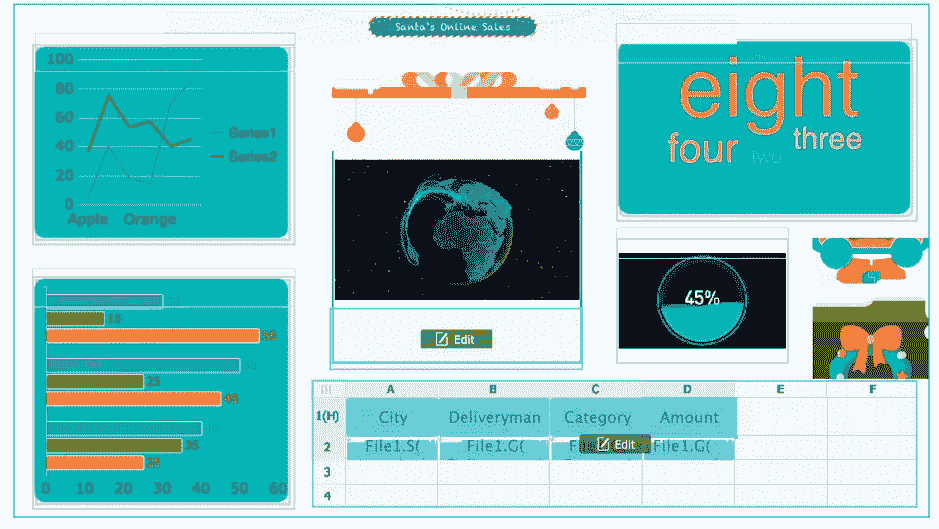 Santa's Online Sales
100
80
60
40
20
0
Apple Orange
Series1
Series2
eight
four
two
three
45%
Edit
30
15
55
50
25
45
40
35
25
0 10 20 30 40 50 60
A B C D E F
1(H) City Deliveryman Category Amount
2 File1.S( File1.G( Edit File1.G(
3
4